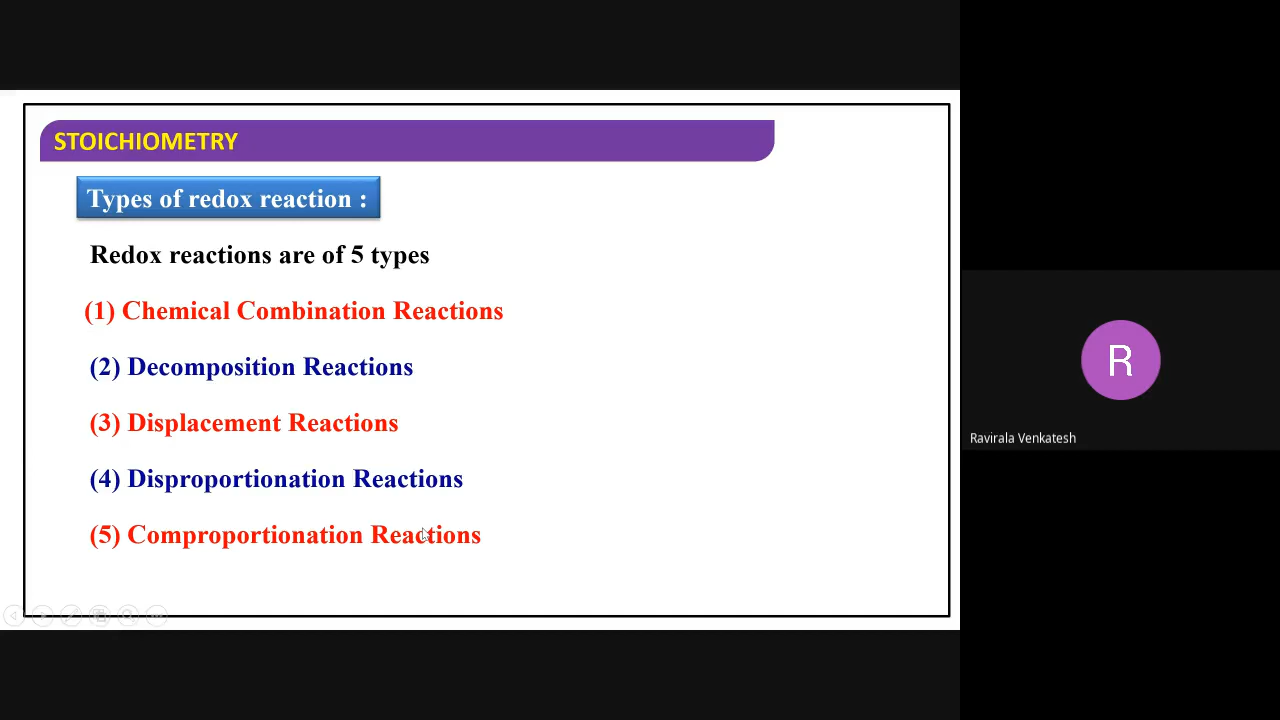 STOICHIOMETRY
Types of redox reaction :
Redox reactions are of 5 types
(1) Chemical Combination Reactions
(2) Decomposition Reactions
(3) Displacement Reactions
(4) Disproportionation Reactions
(5) Comproportionation Reactions
R
Ravirala Venkatesh